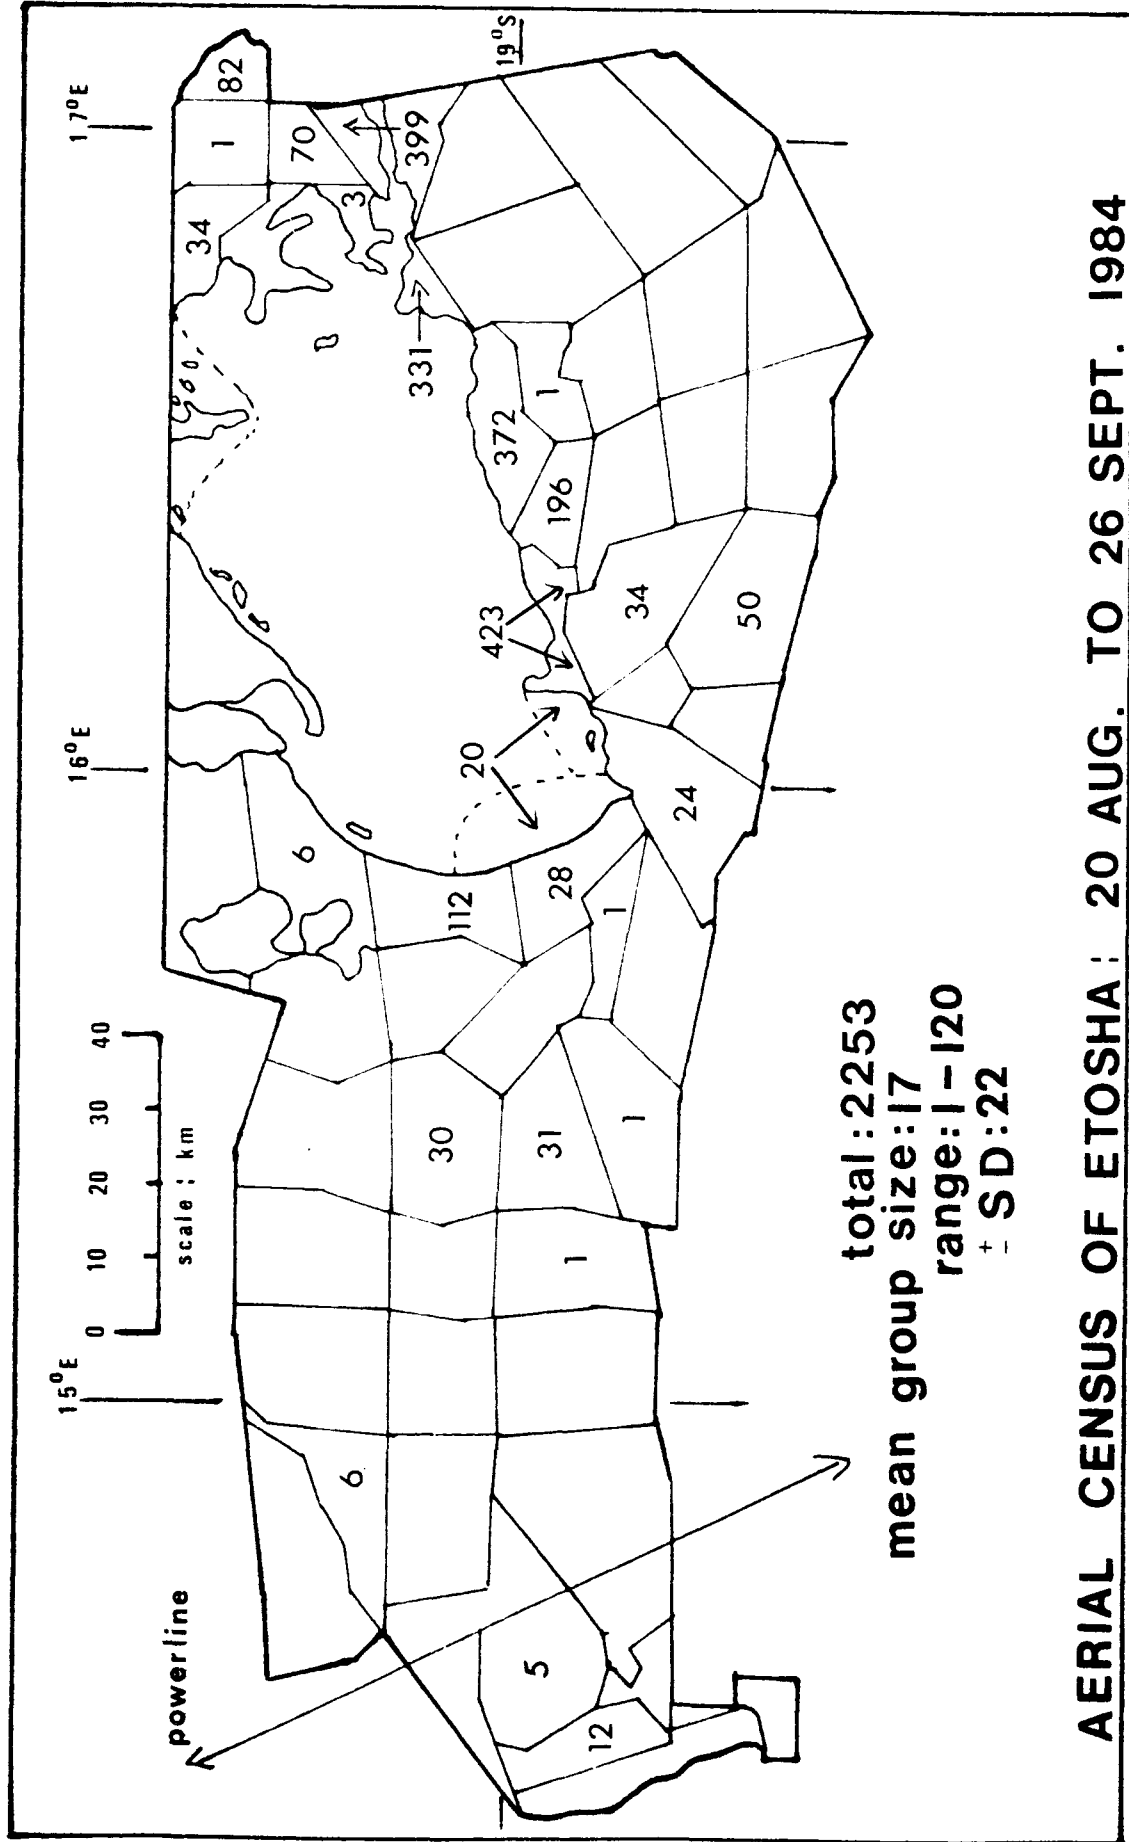 15°E
16°E
17°E
19°S
0 10 20 30 40
scale : km
powerline
34
1
82
70
3
399
331
6
372
1
196
423
20
112
28
1
34
50
24
30
31
1
1
6
5
12
total:2253
mean group size:17
range:1-120
± SD:22
AERIAL CENSUS OF ETOSHA: 20 AUG. TO 26 SEPT. 1984